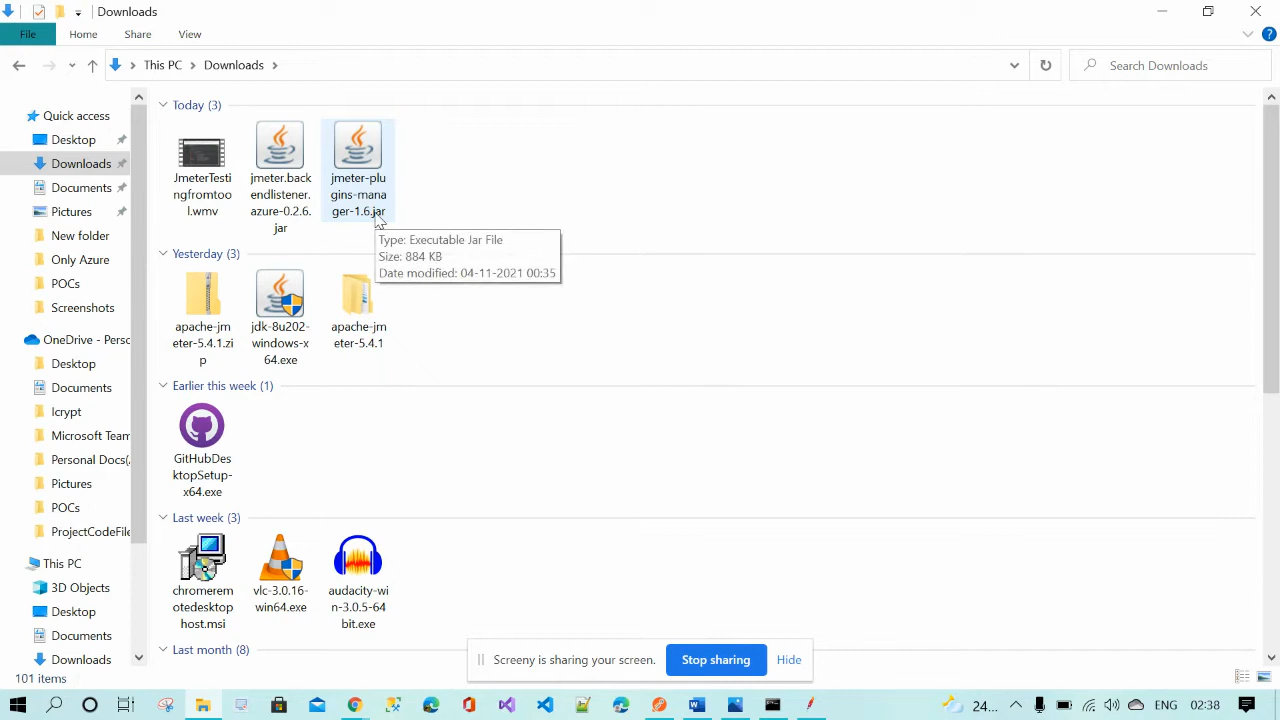 Downloads
File
Home
Share
View
This PC
Downloads
Search Downloads
Quick access
Desktop
Downloads
Documents
Pictures
New folder
Only Azure
POCs
Screenshots
OneDrive - Perso
Desktop
Documents
Icrypt
Microsoft Team
Personal Docs(
Pictures
POCs
ProjectCodeFile
This PC
3D Objects
Desktop
Documents
Downloads
Today (3)
JmeterTesti
ngfromtoo
l.wmv
jmeter.back
endlistener.
azure-0.2.6.
jar
jmeter-plu
gins-mana
ger-1.6.jar
Type: Executable Jar File
Size: 884 KB
Date modified: 04-11-2021 00:35
Yesterday (3)
apache-jm
eter-5.4.1.zi
p
jdk-8u202-
windows-x
64.exe
apache-jm
eter-5.4.1
Earlier this week (1)
GitHubDes
ktopSetup-
x64.exe
Last week (3)
chromerem
otedesktop
host.msi
vlc-3.0.16-
win64.exe
audacity-wi
n-3.0.5-64
bit.exe
Last month (8)
Screeny is sharing your screen.
Stop sharing
Hide
101 items
24...
ENG
02:38